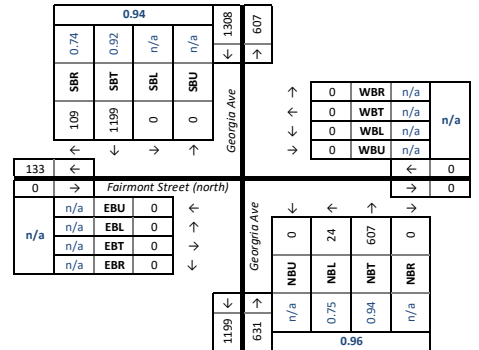 0.94
1308
607
0.74
0.92
n/a
n/a
↓
↑
SBR
SBT
SBL
SBU
Georgia Ave
109
1199
0
0
←
↓
→
↑
↑ 0 WBR n/a
← 0 WBT n/a
↓ 0 WBL n/a
→ 0 WBU n/a
n/a
133 ←
← 0
0 → Fairmont Street (north)
→ 0
n/a
n/a EBU 0 ←
n/a EBL 0 ↑
n/a EBT 0 →
n/a EBR 0 ↓
Georgria Ave
↓ ← ↑ →
0
24
607
0
NBU
NBL
NBT
NBR
↓
↑
n/a
0.75
0.94
n/a
1199
631
0.96